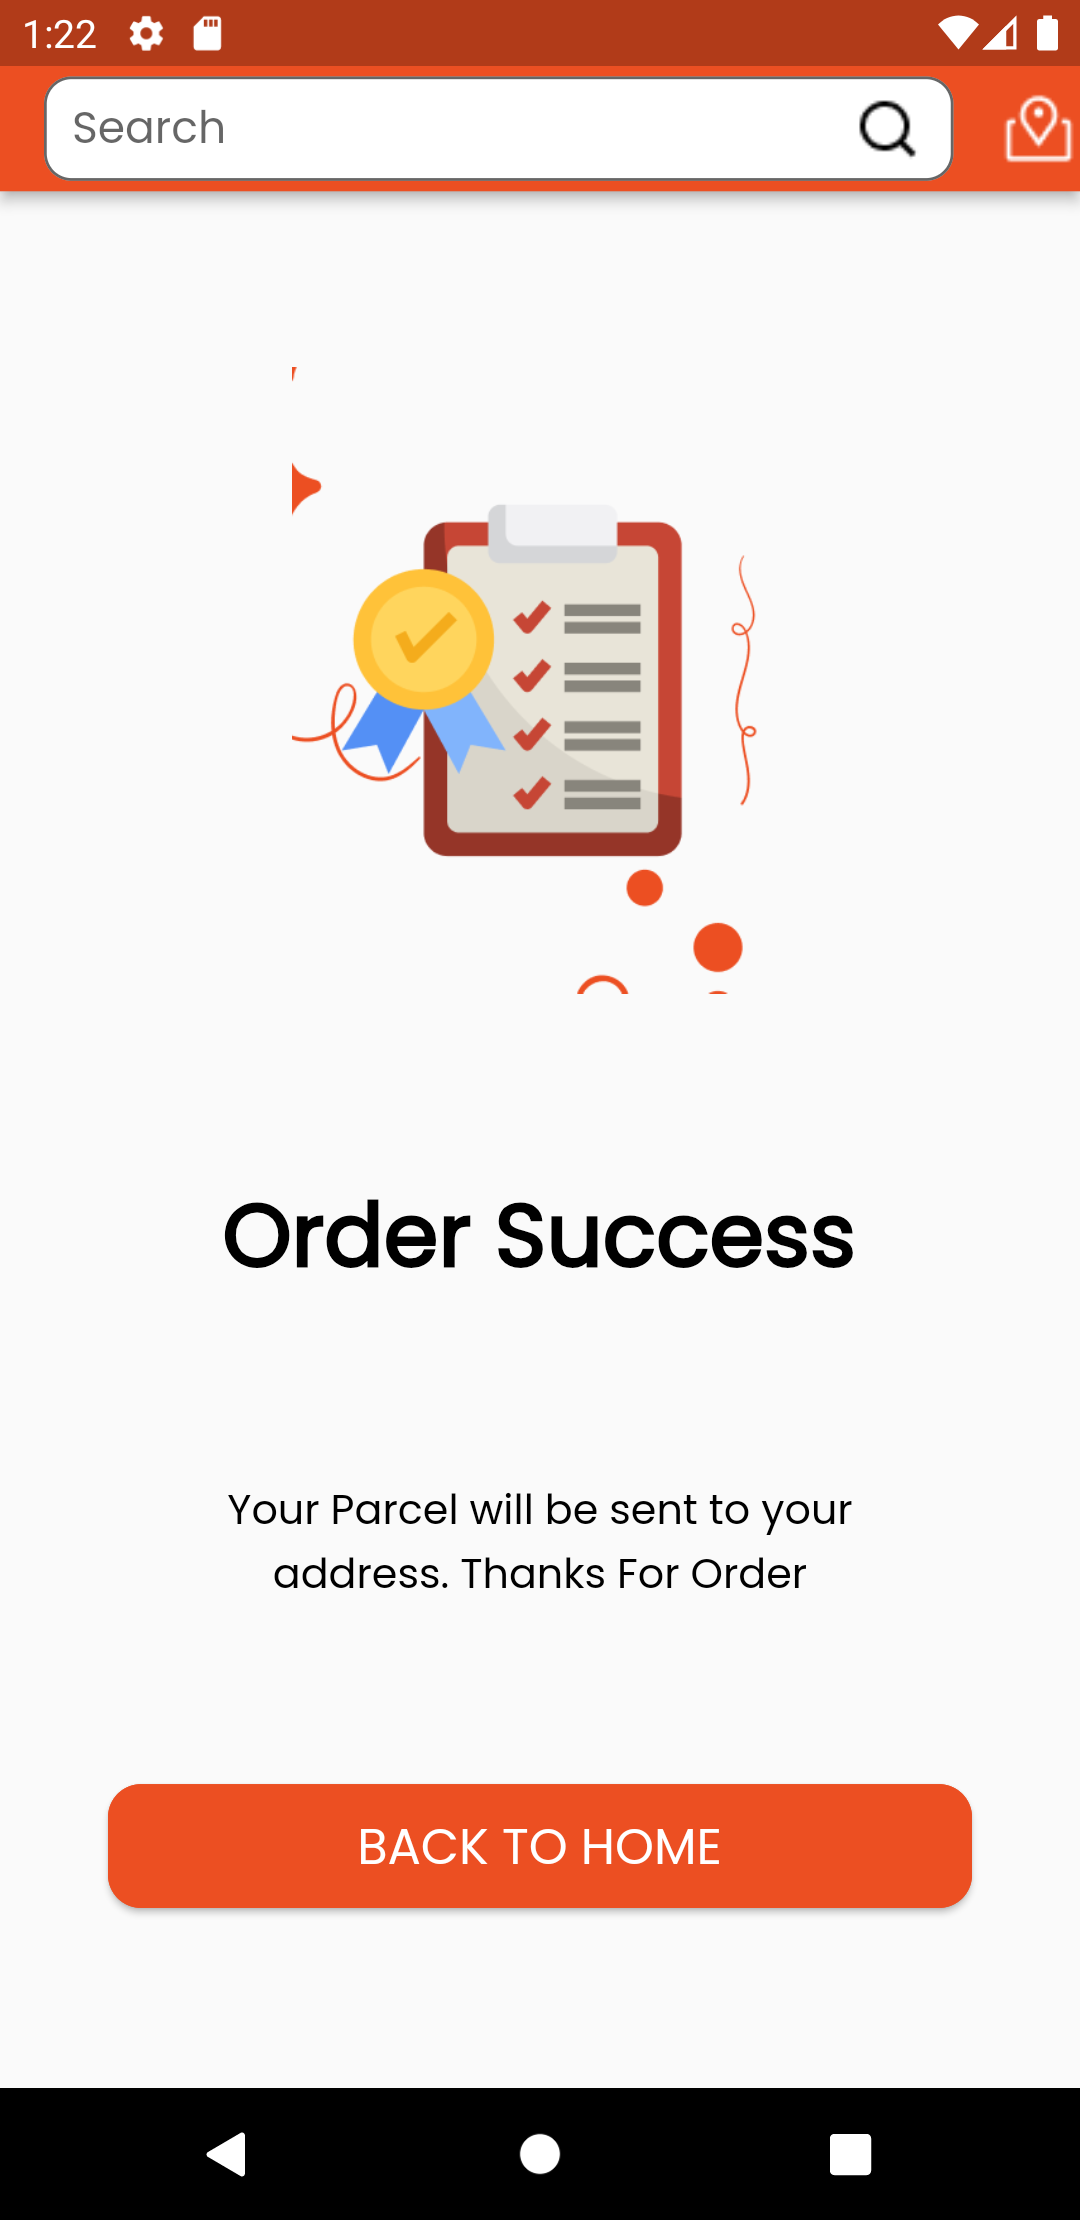 1:22
Search
Order Success
Your Parcel will be sent to your
address. Thanks For Order
BACK TO HOME